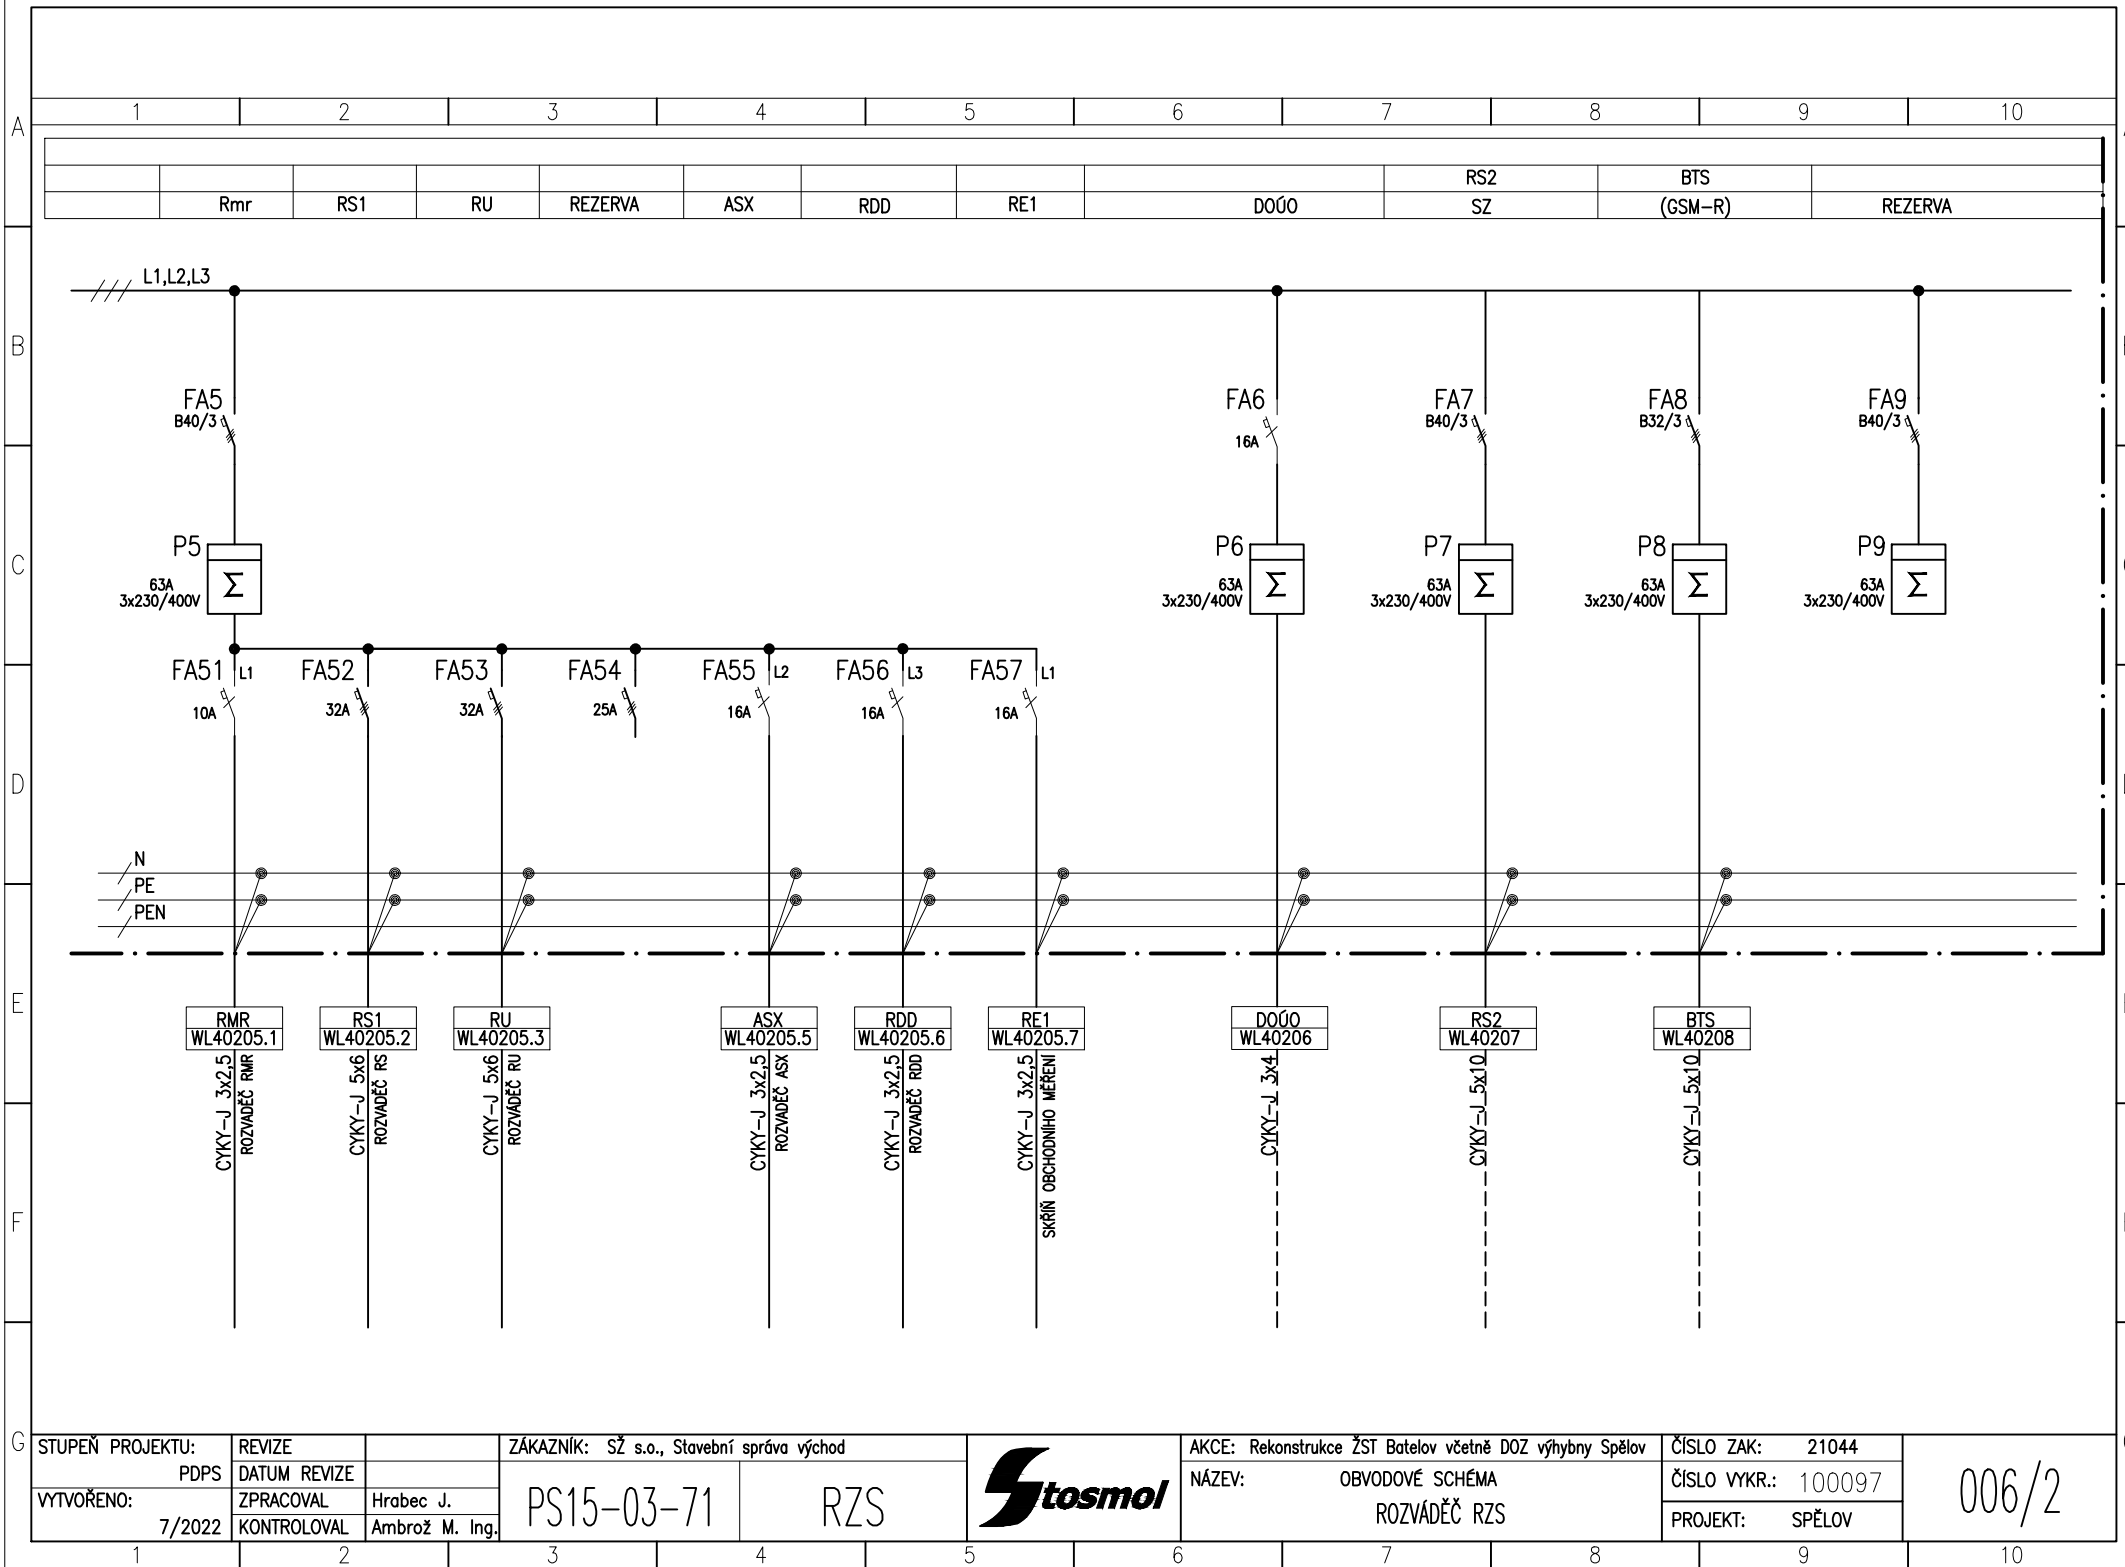 1 2 3 4 5 6 7 8 9 10
A
RS2 BTS
Rmr RS1 RU REZERVA ASX RDD RE1 DOÚO SZ (GSM-R) REZERVA
L1,L2,L3
B
FA5 FA6 FA7 FA8 FA9
B40/3 16A B40/3 B32/3 B40/3
C
P5 P6 P7 P8 P9
Σ Σ Σ Σ Σ
63A 63A 63A 63A 63A
3x230/400V 3x230/400V 3x230/400V 3x230/400V 3x230/400V
FA51 L1 FA52 FA53 FA54 FA55 L2 FA56 L3 FA57 L1
10A 32A 32A 25A 16A 16A 16A
D
N
PE
PEN
E
RMR RS1 RU ASX RDD RE1 DOÚO RS2 BTS
WL40205.1 WL40205.2 WL40205.3 WL40205.5 WL40205.6 WL40205.7 WL40206 WL40207 WL40208
CYKY-J 3x2,5
ROZVADĚČ RMR
CYKY-J 5x6
ROZVADĚČ RS
CYKY-J 5x6
ROZVÁDĚČ RU
CYKY-J 3x2,5
ROZVADĚČ ASX
CYKY-J 3x2,5
ROZVADĚČ RDD
CYKY-J 3x2,5
SKŘÍŇ OBCHODNÍHO MĚŘENÍ
CYKY-J 3x4
CYKY-J 5x10
CYKY-J 5x10
F
G
STUPEŇ PROJEKTU:
PDPS
VYTVOŘENO:
7/2022
REVIZE
DATUM REVIZE
ZPRACOVAL Hrabec J.
KONTROLOVAL Ambrož M. Ing.
ZÁKAZNÍK: SŽ s.o., Stavební správa východ
PS15-03-71 RZS
Stosmol
AKCE: Rekonstrukce ŽST Batelov včetně DOZ výhybny Spělov
NÁZEV: OBVODOVÉ SCHÉMA
ROZVÁDĚČ RZS
ČÍSLO ZAK: 21044
ČÍSLO VYKR.: 100097
PROJEKT: SPĚLOV
006/2
1 2 3 4 5 6 7 8 9 10